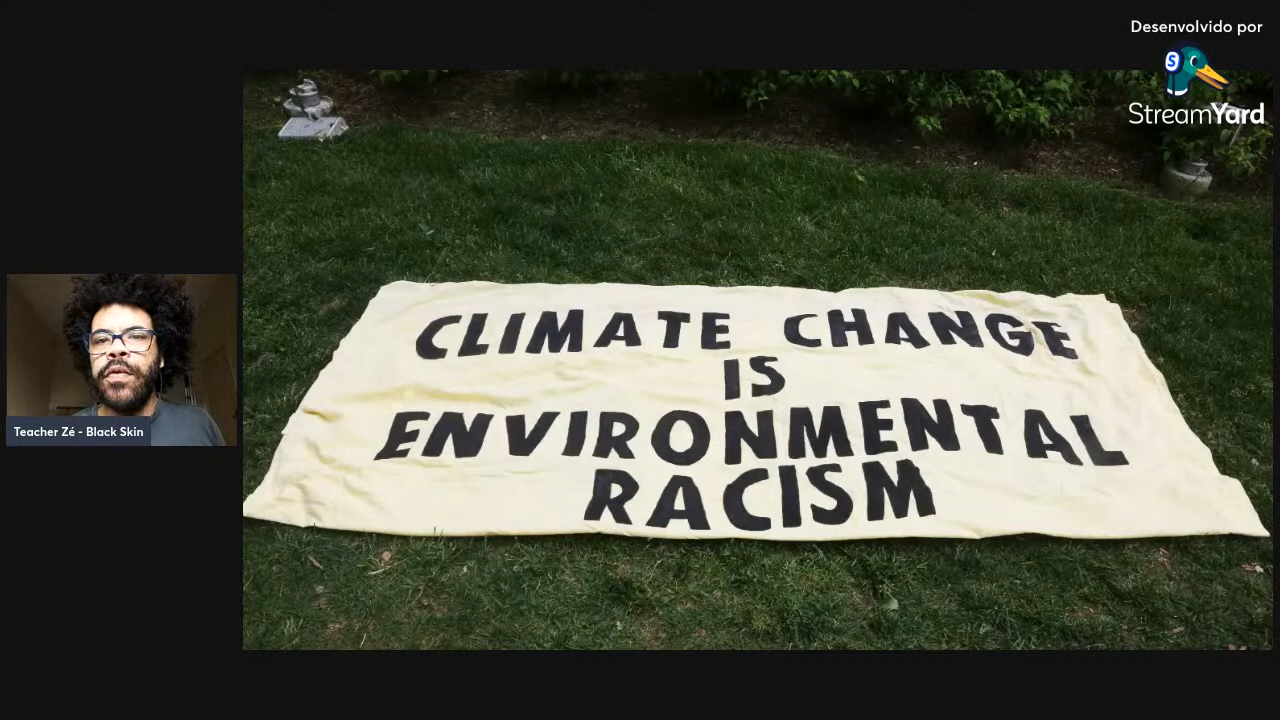 Desenvolvido por
StreamYard
CLIMATE CHANGE
IS
ENVIRONMENTAL
RACISM
Teacher Zé - Black Skin